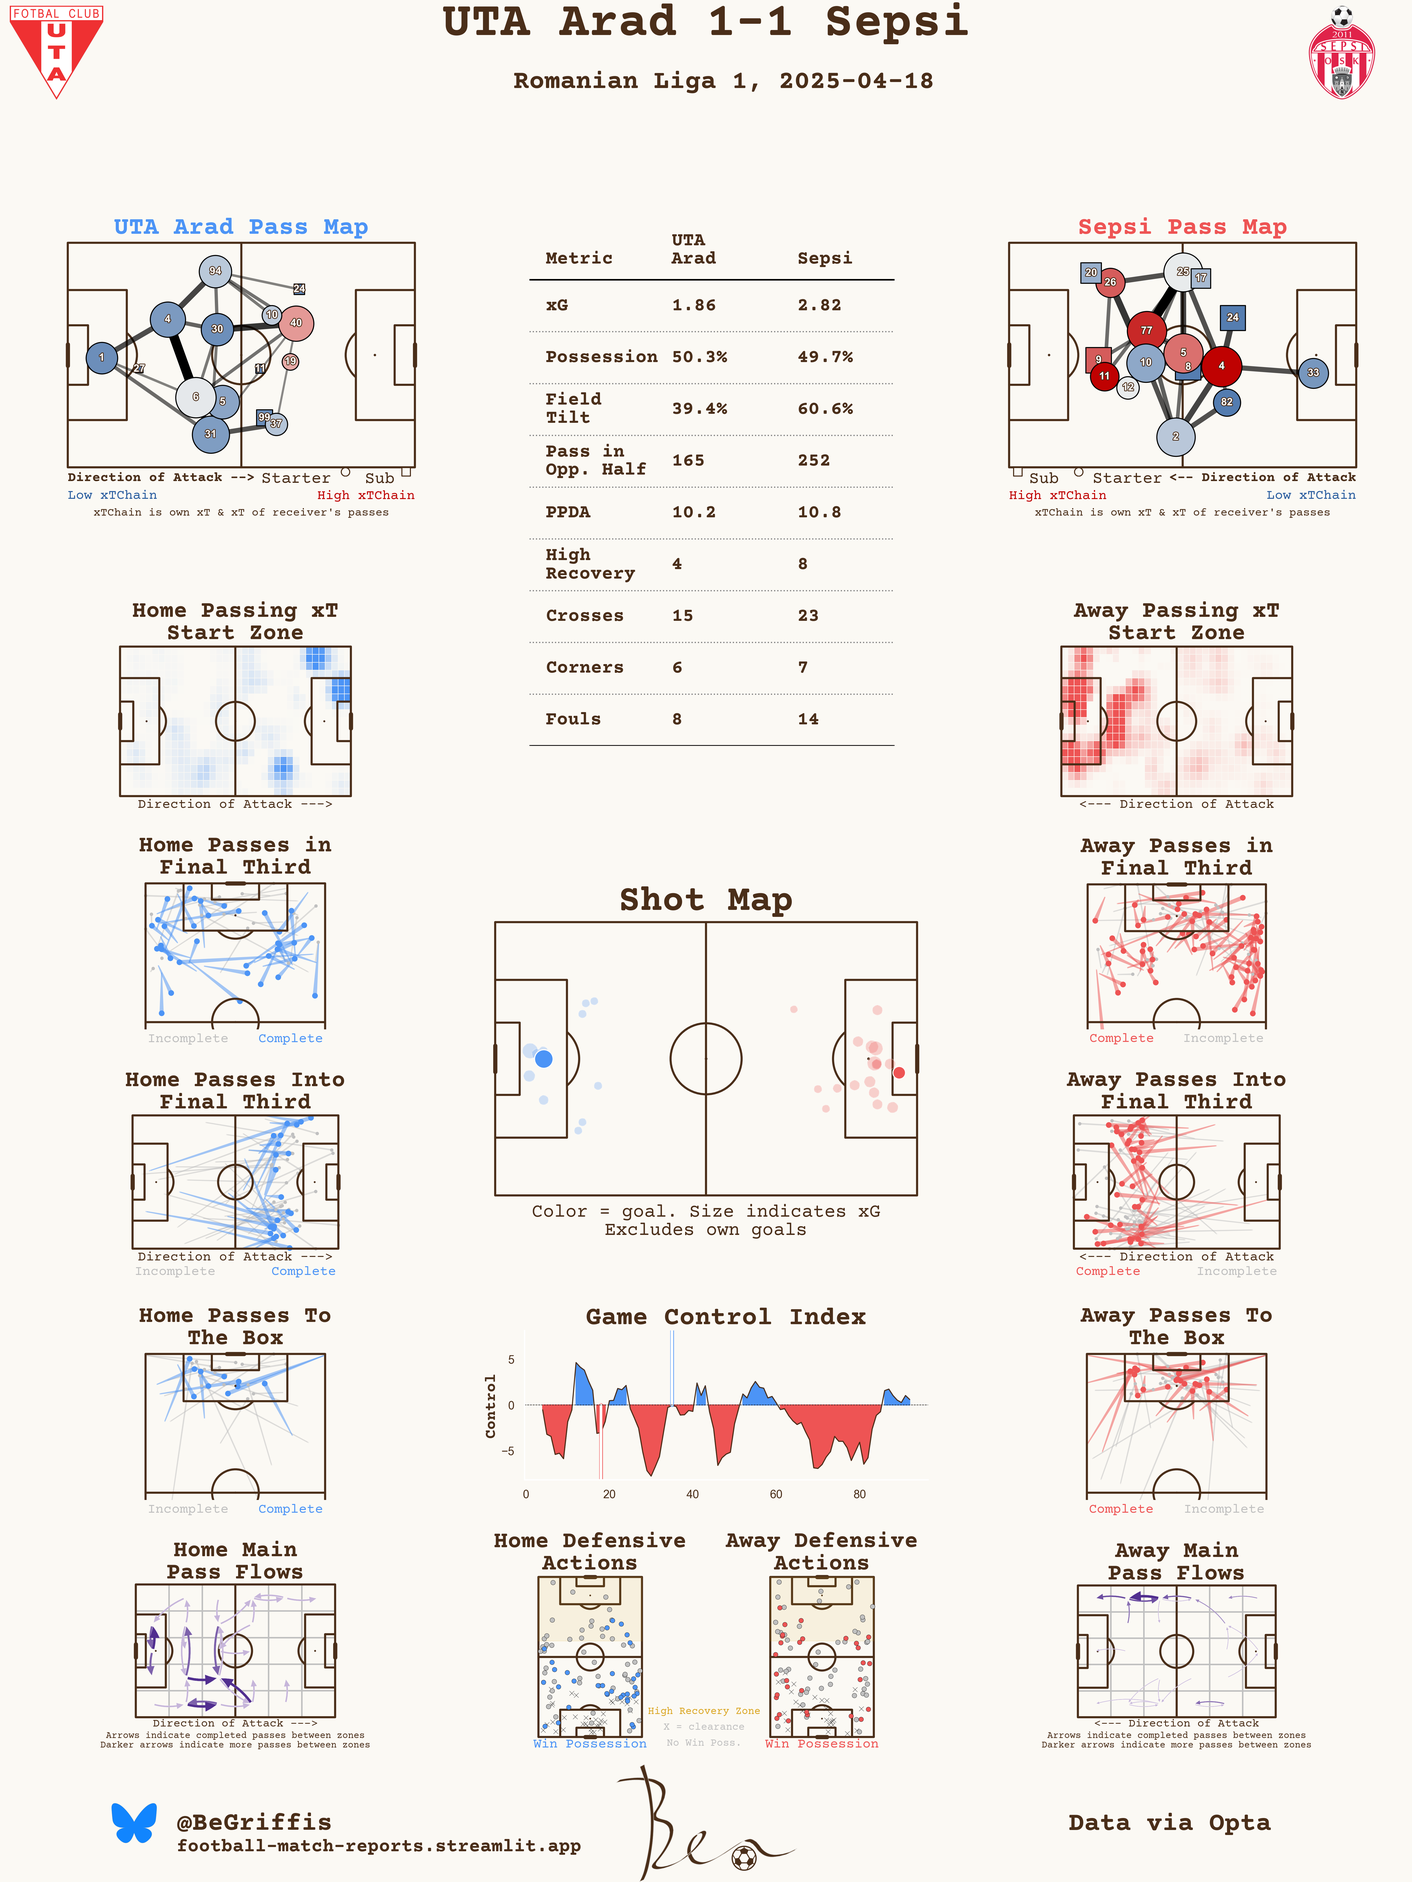 UTA Arad 1-1 Sepsi
Romanian Liga 1, 2025-04-18
FOTBAL CLUB
U
T
A
2011
SEPSI
OSK
UTA Arad Pass Map
94
24
10
40
4
30
1
27
19
11
6
5
99
37
31
Direction of Attack --> Starter Sub
Low xTChain High xTChain
xTChain is own xT & xT of receiver's passes
Metric UTA Arad Sepsi
xG 1.86 2.82
Possession 50.3% 49.7%
Field Tilt 39.4% 60.6%
Pass in Opp. Half 165 252
PPDA 10.2 10.8
High Recovery 4 8
Crosses 15 23
Corners 6 7
Fouls 8 14
Sepsi Pass Map
20
26
25
17
24
77
9
5
10
8
4
11
12
33
82
2
Sub Starter <-- Direction of Attack
High xTChain Low xTChain
xTChain is own xT & xT of receiver's passes
Home Passing xT
Start Zone
Direction of Attack --->
Away Passing xT
Start Zone
<--- Direction of Attack
Home Passes in
Final Third
Incomplete Complete
Away Passes in
Final Third
Complete Incomplete
Shot Map
Color = goal. Size indicates xG
Excludes own goals
Home Passes Into
Final Third
Direction of Attack --->
Incomplete Complete
Away Passes Into
Final Third
<--- Direction of Attack
Complete Incomplete
Home Passes To
The Box
Incomplete Complete
Game Control Index
Control
5
0
−5
0 20 40 60 80
Away Passes To
The Box
Complete Incomplete
Home Main
Pass Flows
Direction of Attack --->
Arrows indicate completed passes between zones
Darker arrows indicate more passes between zones
Home Defensive
Actions
Win Possession
High Recovery Zone
X = clearance
No Win Poss.
Away Defensive
Actions
Win Possession
Away Main
Pass Flows
<--- Direction of Attack
Arrows indicate completed passes between zones
Darker arrows indicate more passes between zones
@BeGriffis
football-match-reports.streamlit.app
Ben
Data via Opta